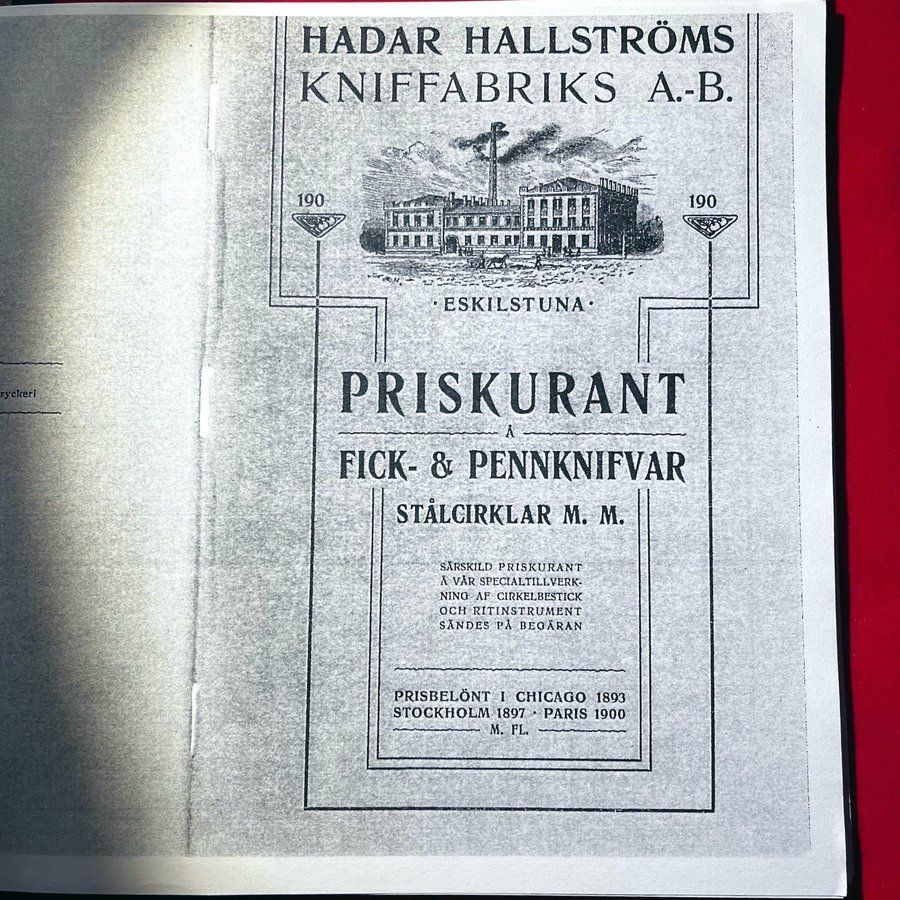 HADAR HALLSTRÖMS
KNIFFABRIKS A.-B.
190 190
· ESKILSTUNA ·
PRISKURANT
Å
FICK- & PENNKNIFVAR
STÅLCIRKLAR M. M.
SÄRSKILD PRISKURANT
Å VÅR SPECIALTILLVERK-
NING AF CIRKELBESTICK
OCH RITINSTRUMENT
SÄNDES PÅ BEGÄRAN
PRISBELÖNT I CHICAGO 1893
STOCKHOLM 1897 · PARIS 1900
M. FL.
ryckeri